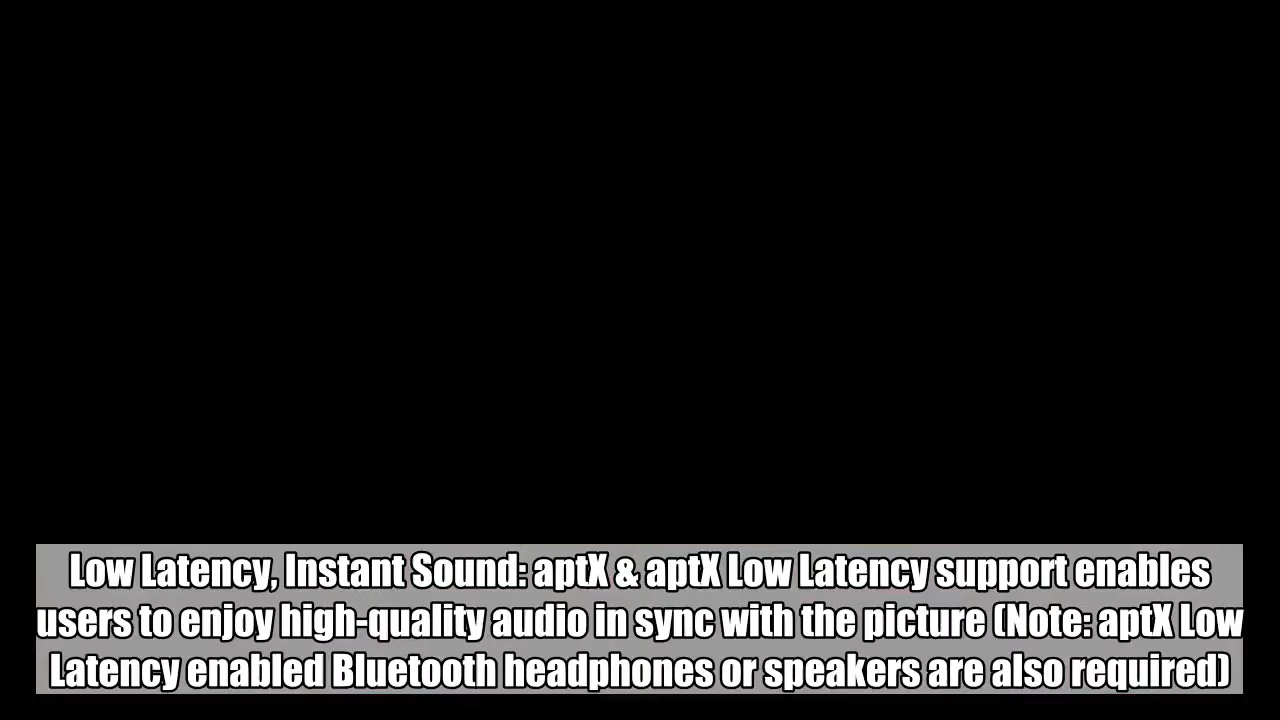 Low Latency, Instant Sound: aptX & aptX Low Latency support enables
users to enjoy high-quality audio in sync with the picture (Note: aptX Low
Latency enabled Bluetooth headphones or speakers are also required)